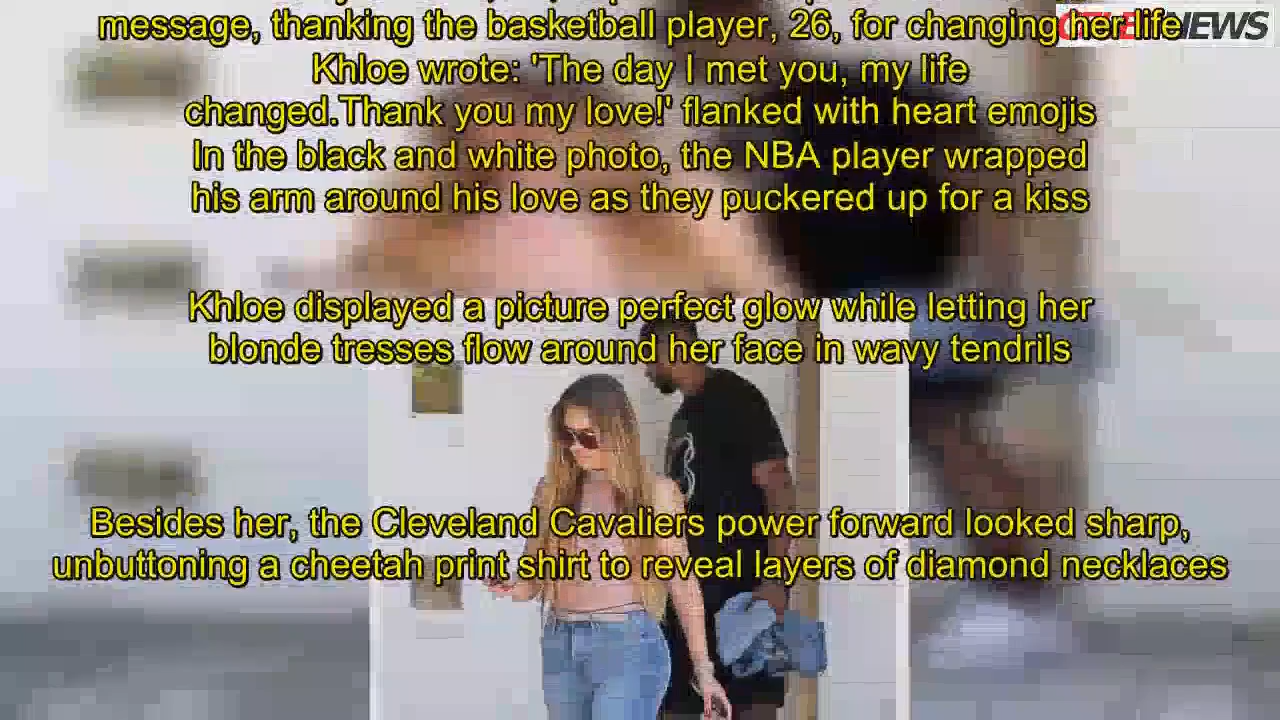 message, thanking the basketball player, 26, for changing her life
NEWS
Khloe wrote: 'The day I met you, my life
changed.Thank you my love!' flanked with heart emojis
In the black and white photo, the NBA player wrapped
his arm around his love as they puckered up for a kiss
Khloe displayed a picture perfect glow while letting her
blonde tresses flow around her face in wavy tendrils
Besides her, the Cleveland Cavaliers power forward looked sharp,
unbuttoning a cheetah print shirt to reveal layers of diamond necklaces